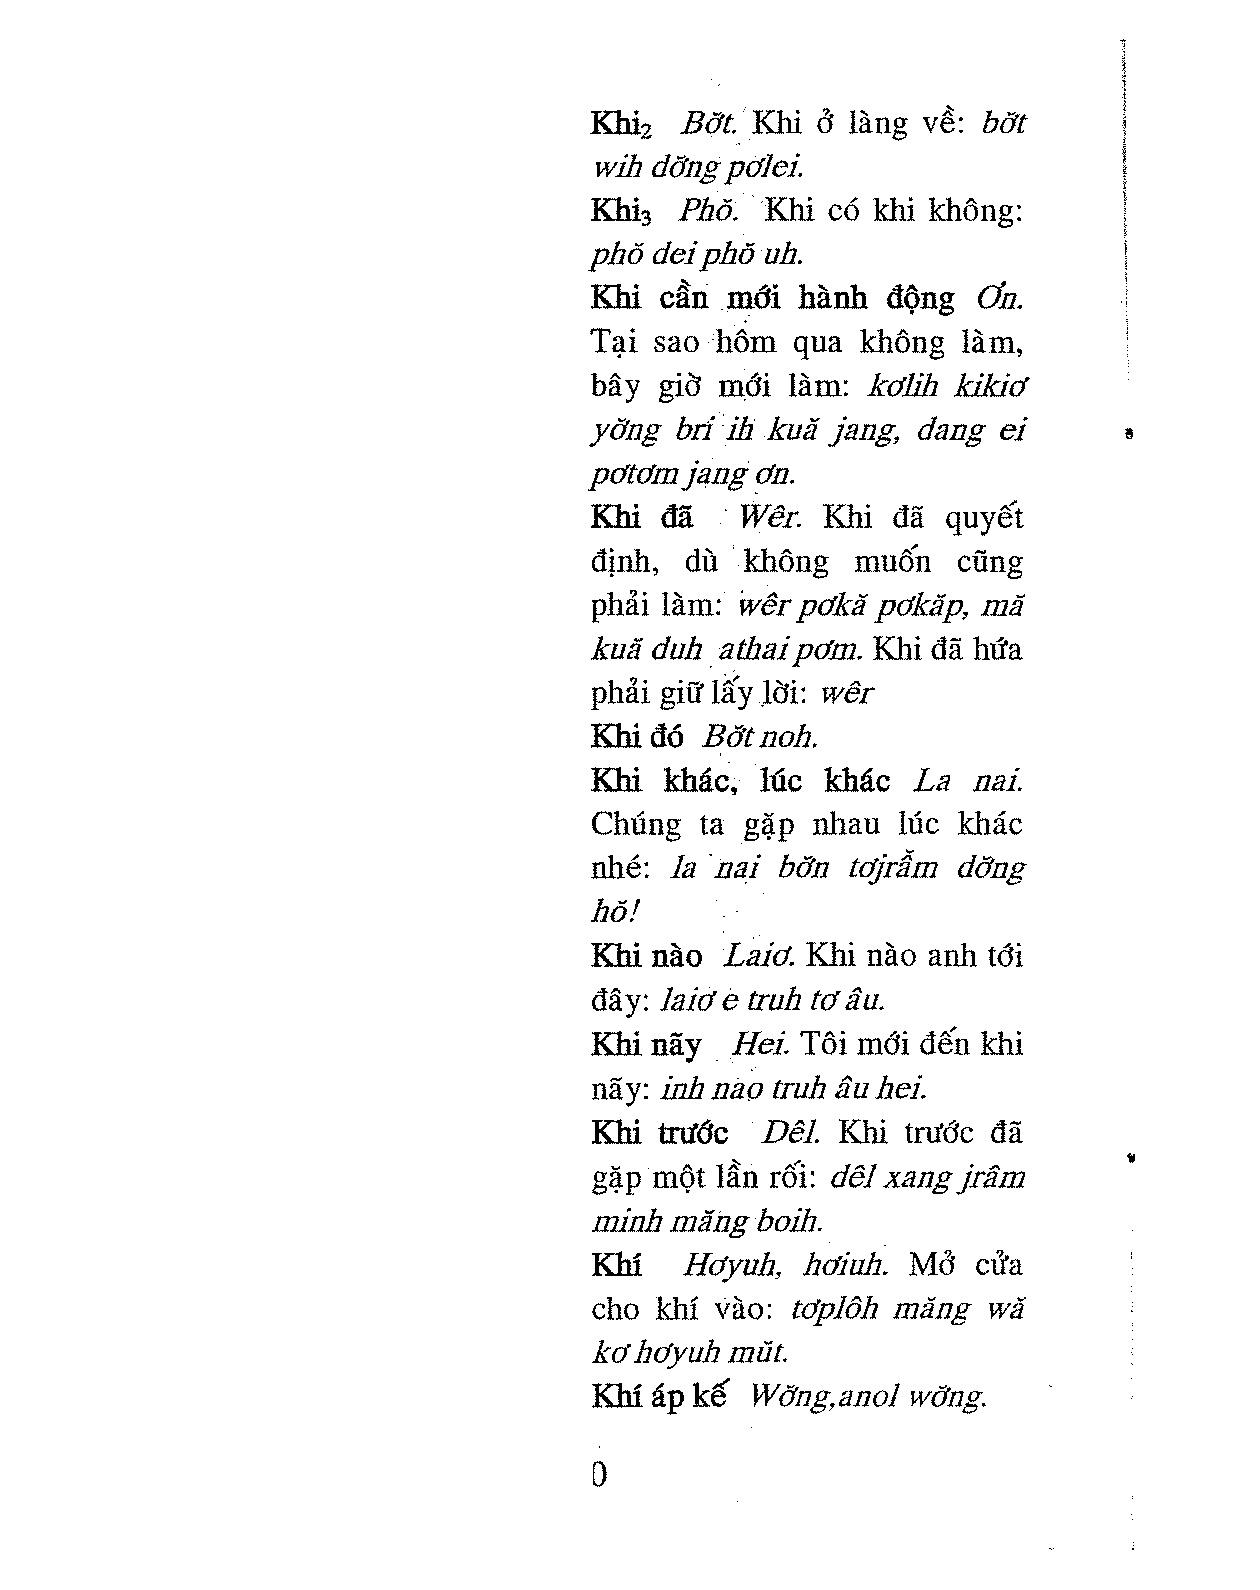 Khi₂ Bơ̆t. Khi ở làng về: bơ̆t
wih dơ̆ng pơlei.
Khi₃ Phŏ. Khi có khi không:
phŏ dei phŏ uh.
Khi cần mới hành động Ơn.
Tại sao hôm qua không làm,
bây giờ mới làm: kơlih kikiơ
yơ̆ng brí ih kuă jang, dang ei
pơtơm jang ơn.
Khi đã Wêr. Khi đã quyết
định, dù không muốn cũng
phải làm: wêr pơkă pơkăp, mă
kuă duh athai pơm. Khi đã hứa
phải giữ lấy lời: wêr
Khi đó Bơ̆t noh.
Khi khác, lúc khác La nai.
Chúng ta gặp nhau lúc khác
nhé: la nai bơ̆n tơjrâ̆m dơ̆ng
hŏ!
Khi nào Laiơ. Khi nào anh tới
đây: laiơ e truh tơ âu.
Khi nãy Hei. Tôi mới đến khi
nãy: inh nao truh âu hei.
Khi trước Dêl. Khi trước đã
gặp một lần rối: dêl xang jrâm
minh măng boih.
Khí Hơyuh, hơiuh. Mở cửa
cho khí vào: tơplôh măng wă
kơ hơyuh mŭt.
Khí áp kế Wơ̆ng,anol wơ̆ng.
0